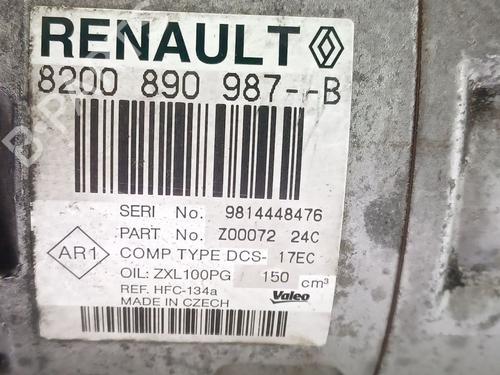 RENAULT
8200 890 987--B
SERI No. 9814448476
PART No. Z00072 24C
AR1
COMP TYPE DCS- 17EC
OIL: ZXL100PG 150 cm³
REF. HFC-134a
MADE IN CZECH
Valeo